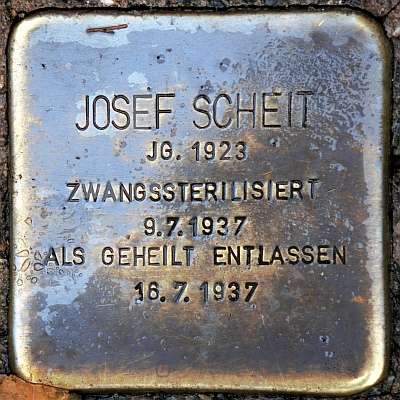 JOSEF SCHEIT
JG. 1923
ZWANGSSTERILISIERT
9.7.1937
ALS GEHEILT ENTLASSEN
16.7.1937